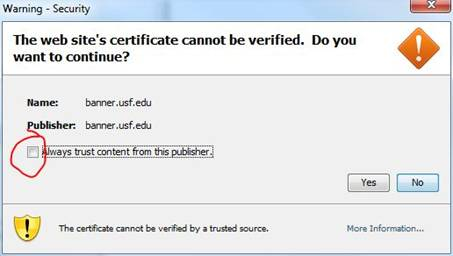 Warning - Security
The web site's certificate cannot be verified. Do you
want to continue?
Name: banner.usf.edu
Publisher: banner.usf.edu
Always trust content from this publisher.
Yes No
The certificate cannot be verified by a trusted source. More Information...